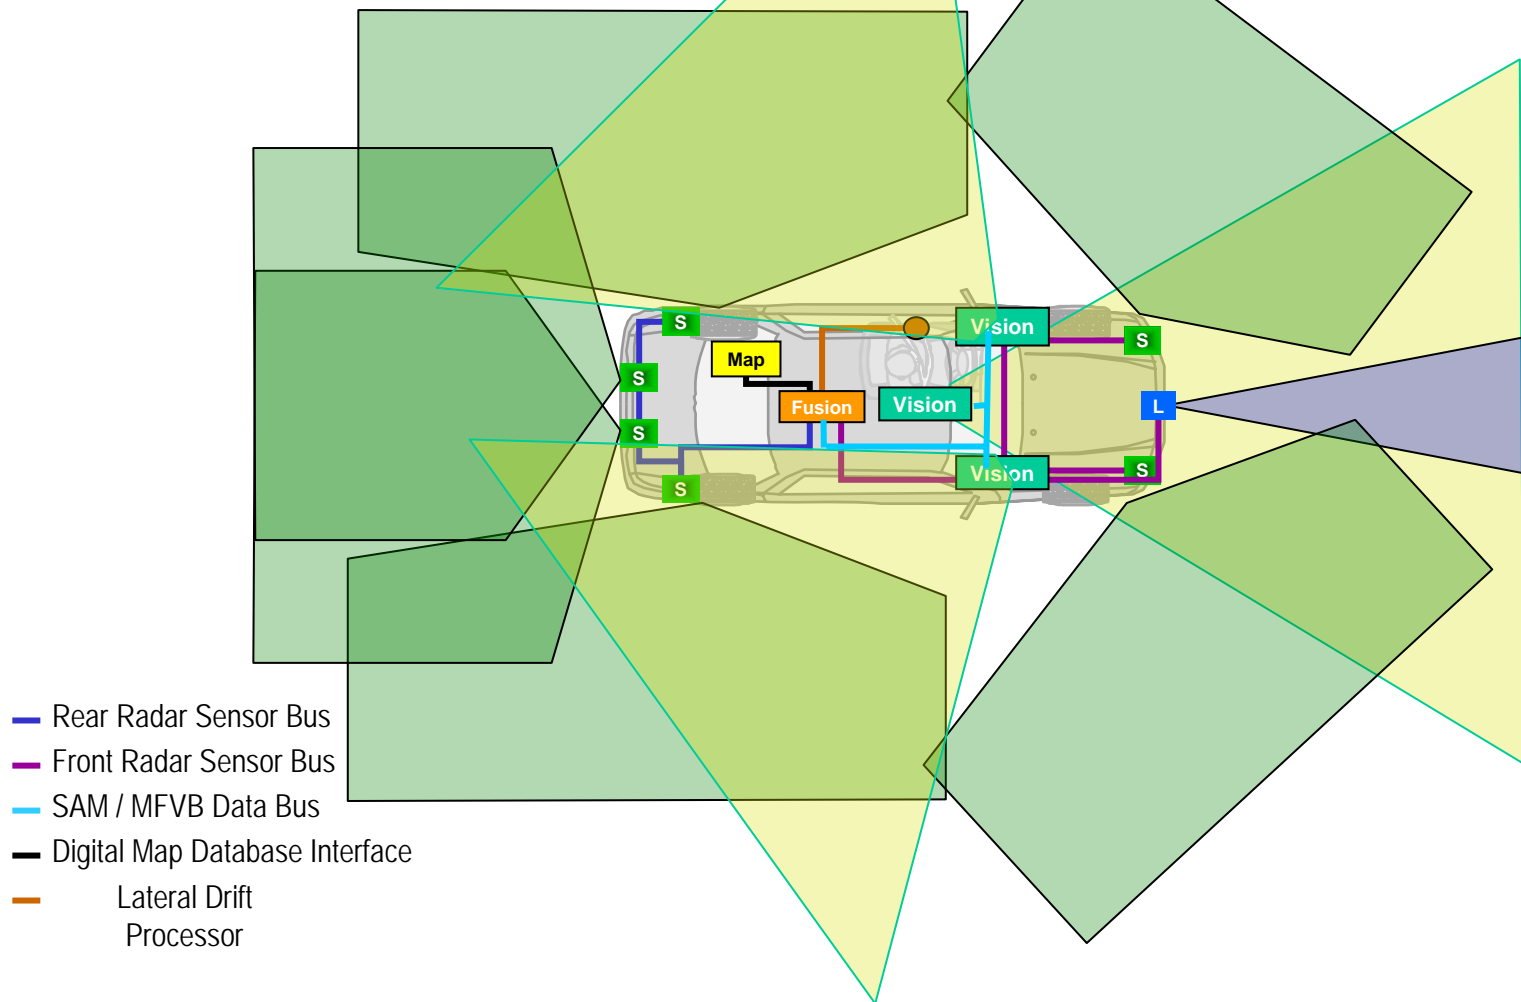 Vision
S
S
Map
S
Fusion
Vision
L
S
Vision
S
S
Rear Radar Sensor Bus
Front Radar Sensor Bus
SAM / MFVB Data Bus
Digital Map Database Interface
Lateral Drift
Processor